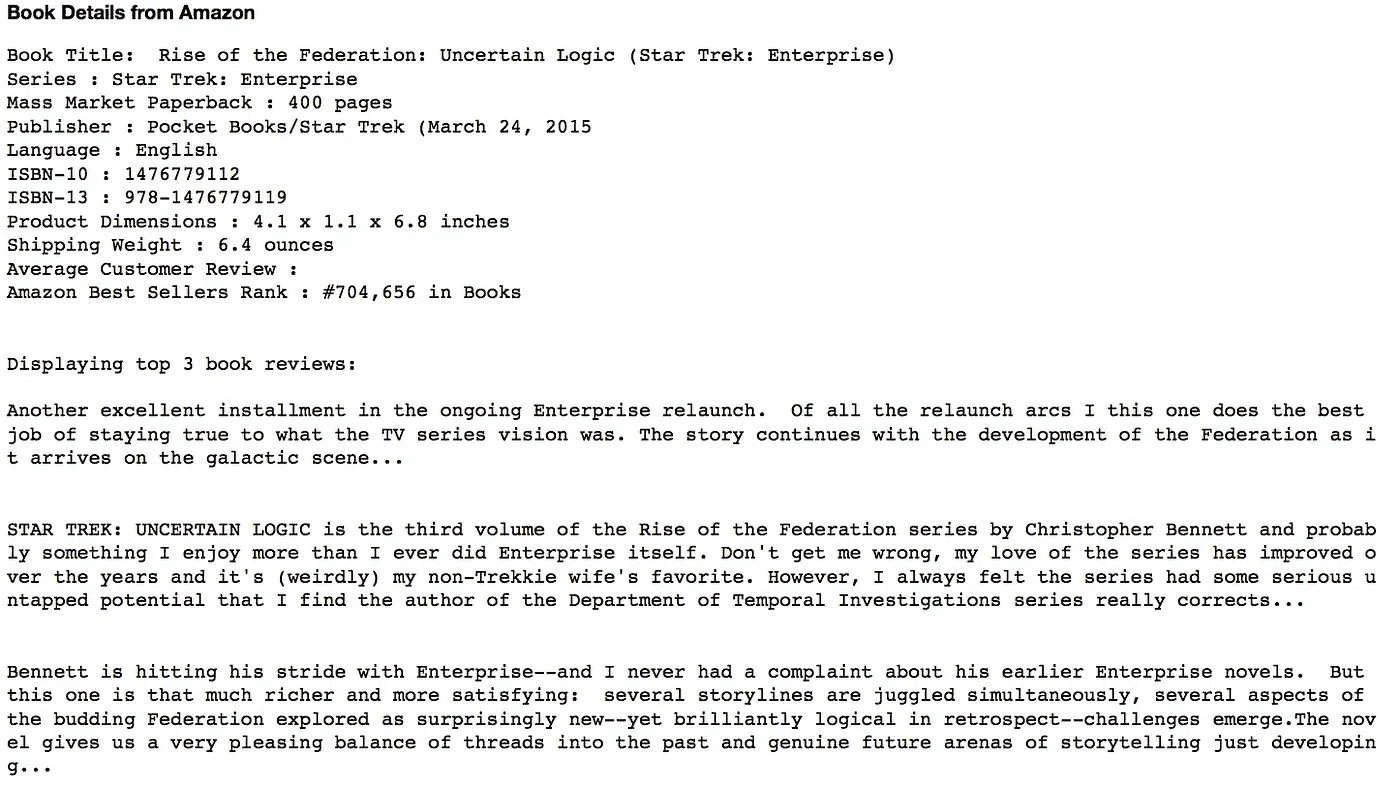 Book Details from Amazon
Book Title:  Rise of the Federation: Uncertain Logic (Star Trek: Enterprise)
Series : Star Trek: Enterprise
Mass Market Paperback : 400 pages
Publisher : Pocket Books/Star Trek (March 24, 2015
Language : English
ISBN-10 : 1476779112
ISBN-13 : 978-1476779119
Product Dimensions : 4.1 x 1.1 x 6.8 inches
Shipping Weight : 6.4 ounces
Average Customer Review :
Amazon Best Sellers Rank : #704,656 in Books
Displaying top 3 book reviews:
Another excellent installment in the ongoing Enterprise relaunch.  Of all the relaunch arcs I this one does the best
job of staying true to what the TV series vision was. The story continues with the development of the Federation as i
t arrives on the galactic scene...
STAR TREK: UNCERTAIN LOGIC is the third volume of the Rise of the Federation series by Christopher Bennett and probab
ly something I enjoy more than I ever did Enterprise itself. Don't get me wrong, my love of the series has improved o
ver the years and it's (weirdly) my non-Trekkie wife's favorite. However, I always felt the series had some serious u
ntapped potential that I find the author of the Department of Temporal Investigations series really corrects...
Bennett is hitting his stride with Enterprise--and I never had a complaint about his earlier Enterprise novels.  But
this one is that much richer and more satisfying:  several storylines are juggled simultaneously, several aspects of
the budding Federation explored as surprisingly new--yet brilliantly logical in retrospect--challenges emerge.The nov
el gives us a very pleasing balance of threads into the past and genuine future arenas of storytelling just developin
g...